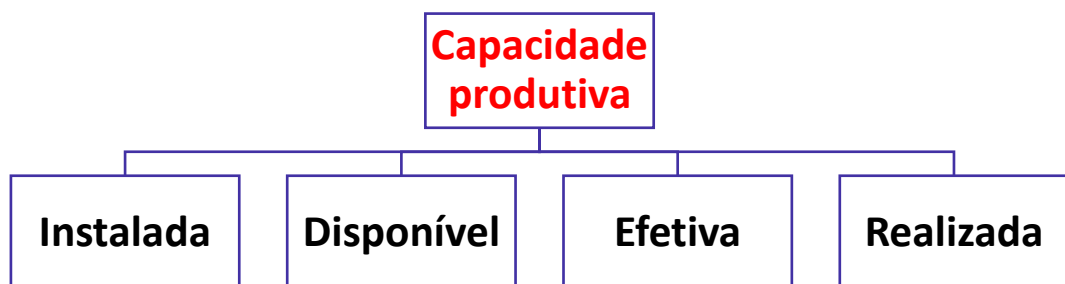 Capacidade
produtiva
Instalada
Disponível
Efetiva
Realizada